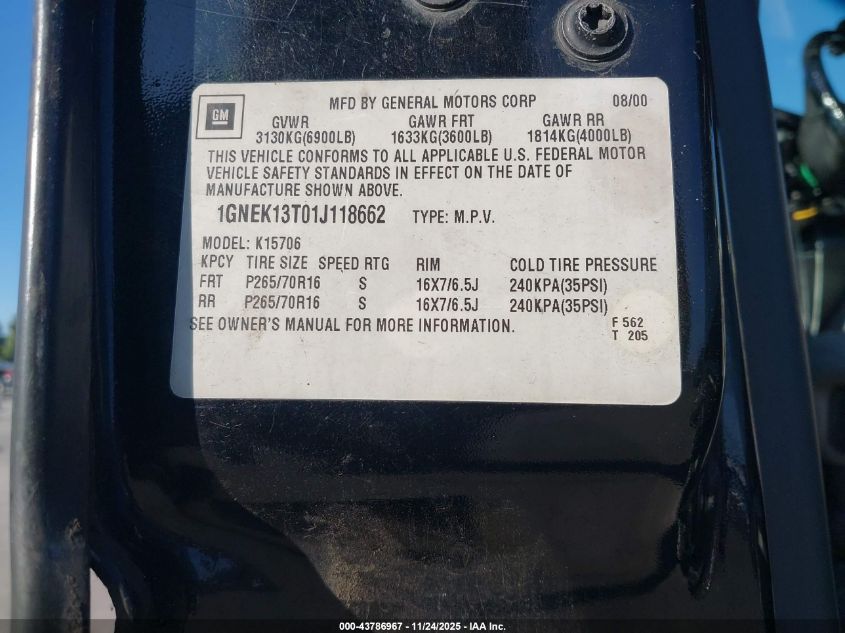 GM
MFD BY GENERAL MOTORS CORP 08/00
GVWR GAWR FRT GAWR RR
3130KG(6900LB) 1633KG(3600LB) 1814KG(4000LB)
THIS VEHICLE CONFORMS TO ALL APPLICABLE U.S. FEDERAL MOTOR
VEHICLE SAFETY STANDARDS IN EFFECT ON THE DATE OF
MANUFACTURE SHOWN ABOVE.
1GNEK13T01J118662 TYPE: M.P.V.
MODEL: K15706
KPCY TIRE SIZE SPEED RTG RIM COLD TIRE PRESSURE
FRT P265/70R16 S 16X7/6.5J 240KPA(35PSI)
RR P265/70R16 S 16X7/6.5J 240KPA(35PSI)
SEE OWNER'S MANUAL FOR MORE INFORMATION.
F 562
T 205
000-43786967 - 11/24/2025 - IAA Inc.